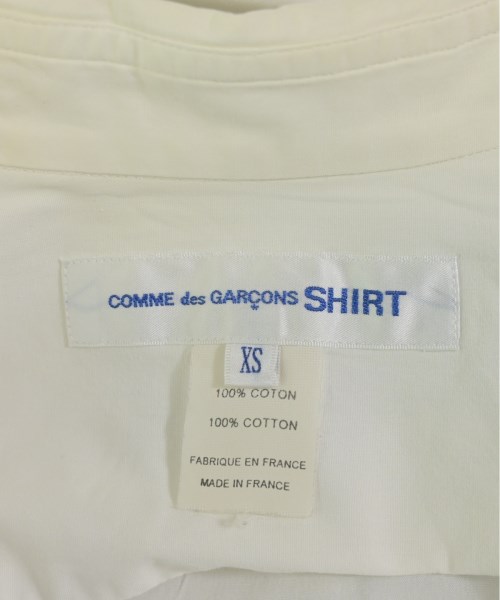 COMME des GARÇONS SHIRT
XS
100% COTON
100% COTTON
FABRIQUE EN FRANCE
MADE IN FRANCE